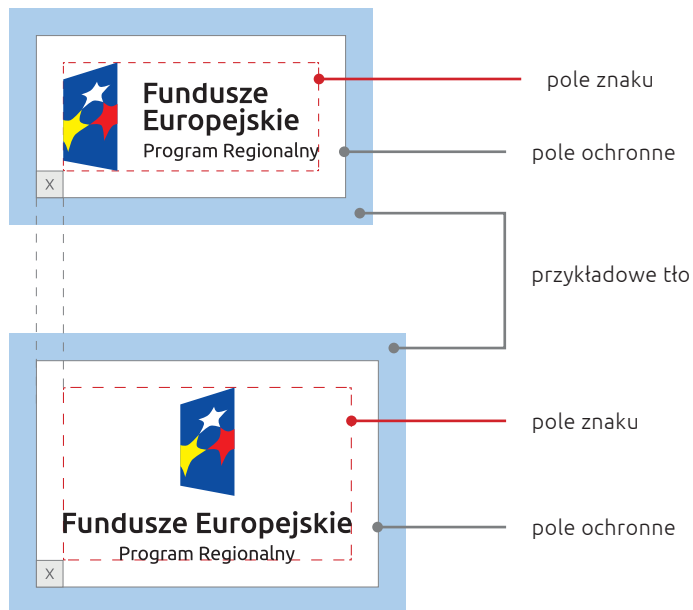 Fundusze
Europejskie
Program Regionalny
X
pole znaku
pole ochronne
przykładowe tło
Fundusze Europejskie
Program Regionalny
X
pole znaku
pole ochronne